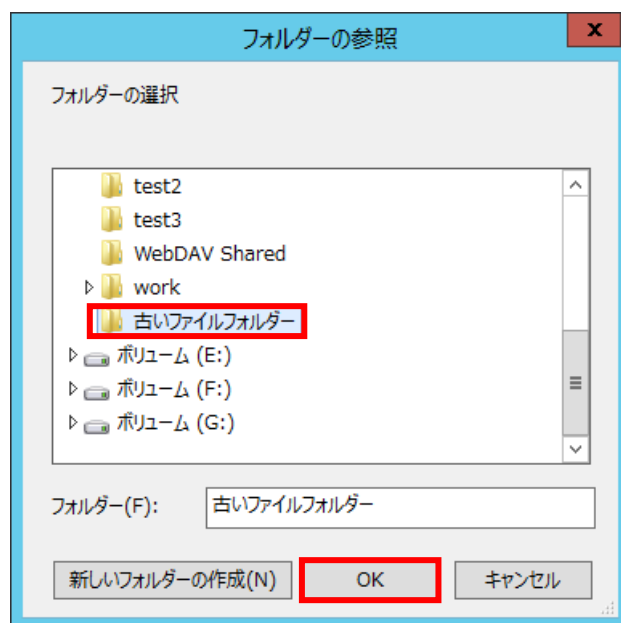 フォルダーの参照
x
フォルダーの選択
test2
test3
WebDAV Shared
work
古いファイルフォルダー
ボリューム (E:)
ボリューム (F:)
ボリューム (G:)
フォルダー(F): 古いファイルフォルダー
新しいフォルダーの作成(N) OK キャンセル